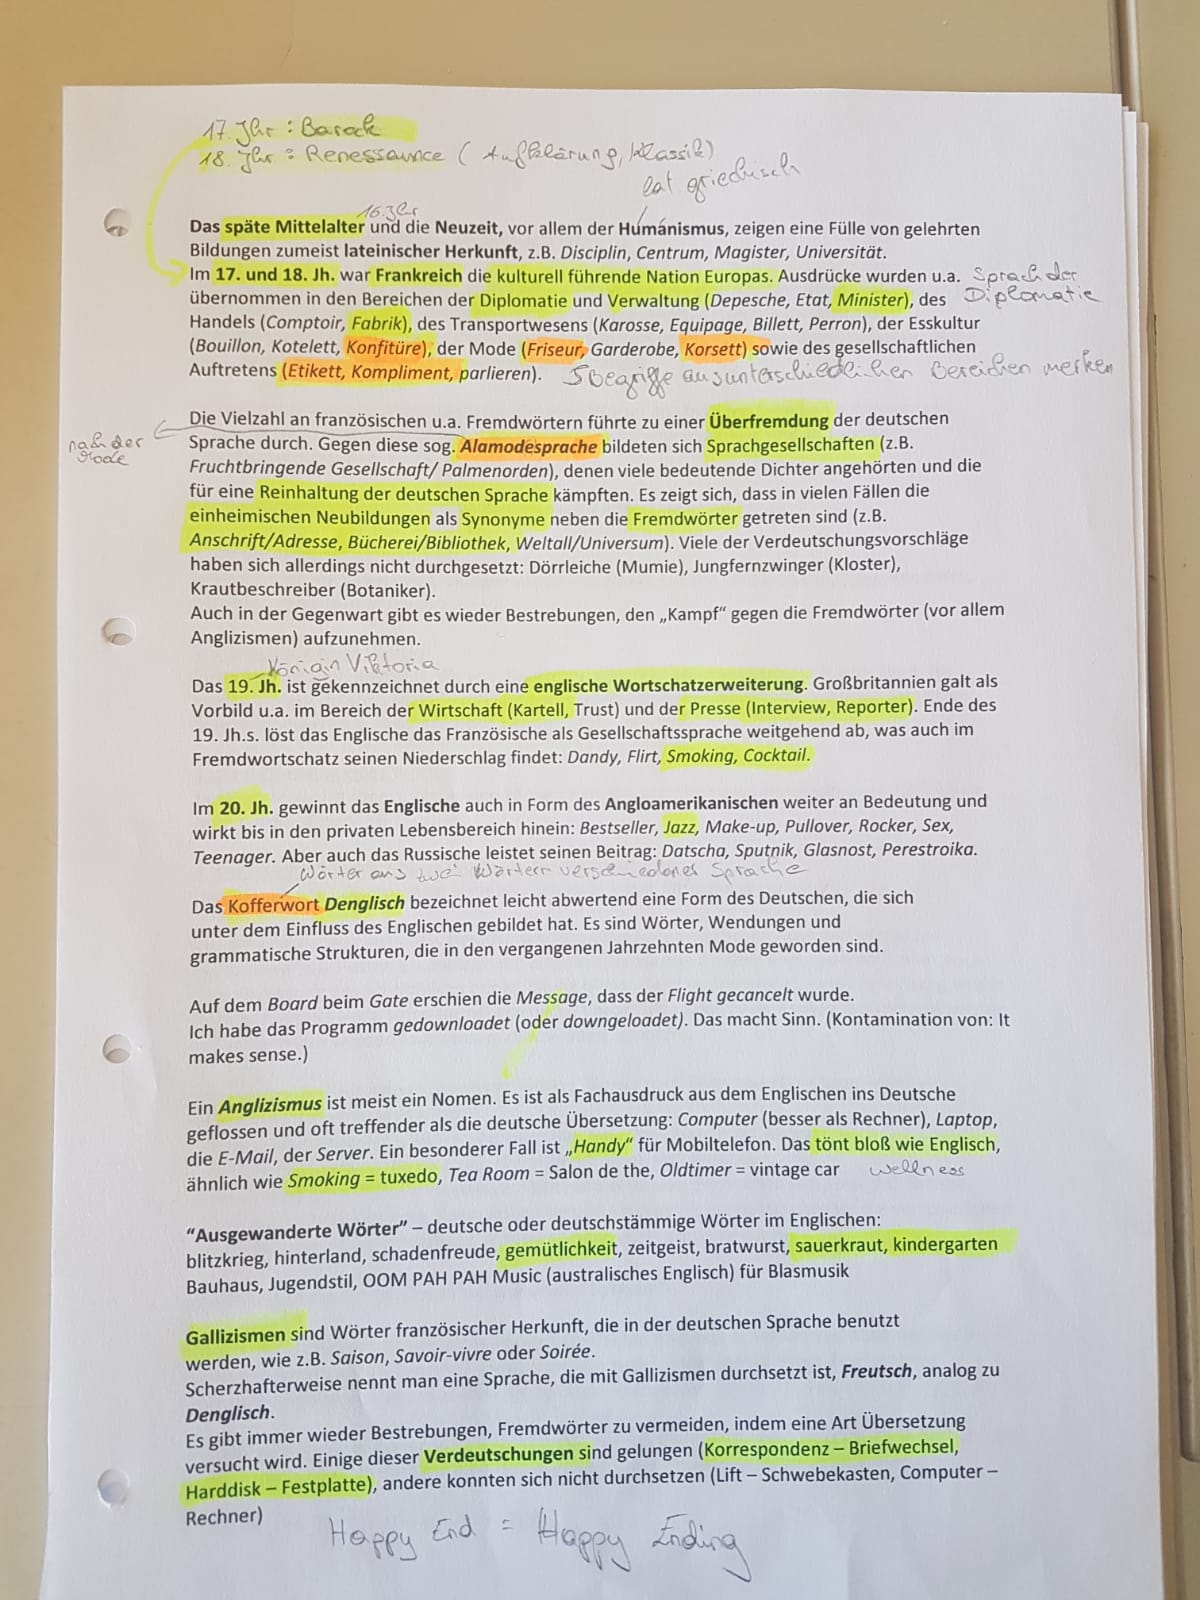 17. Jhr : Barock
18. Jhr : Renessaunce ( Aufklärung, Klassik)
lat. griechisch
16. Jhr
Das späte Mittelalter und die Neuzeit, vor allem der Humanismus, zeigen eine Fülle von gelehrten
Bildungen zumeist lateinischer Herkunft, z.B. Disciplin, Centrum, Magister, Universität.
Im 17. und 18. Jh. war Frankreich die kulturell führende Nation Europas. Ausdrücke wurden u.a.
Sprach der
Diplomatie
übernommen in den Bereichen der Diplomatie und Verwaltung (Depesche, Etat, Minister), des
Handels (Comptoir, Fabrik), des Transportwesens (Karosse, Equipage, Billett, Perron), der Esskultur
(Bouillon, Kotelett, Konfitüre), der Mode (Friseur, Garderobe, Korsett) sowie des gesellschaftlichen
Auftretens (Etikett, Kompliment, parlieren).
5 Begriffe aus unterschiedlichen Bereichen merken
Die Vielzahl an französischen u.a. Fremdwörtern führte zu einer Überfremdung der deutschen
nach der
Mode
Sprache durch. Gegen diese sog. Alamodesprache bildeten sich Sprachgesellschaften (z.B.
Fruchtbringende Gesellschaft/ Palmenorden), denen viele bedeutende Dichter angehörten und die
für eine Reinhaltung der deutschen Sprache kämpften. Es zeigt sich, dass in vielen Fällen die
einheimischen Neubildungen als Synonyme neben die Fremdwörter getreten sind (z.B.
Anschrift/Adresse, Bücherei/Bibliothek, Weltall/Universum). Viele der Verdeutschungsvorschläge
haben sich allerdings nicht durchgesetzt: Dörrleiche (Mumie), Jungfernzwinger (Kloster),
Krautbeschreiber (Botaniker).
Auch in der Gegenwart gibt es wieder Bestrebungen, den „Kampf“ gegen die Fremdwörter (vor allem
Anglizismen) aufzunehmen.
Königin Viktoria
Das 19. Jh. ist gekennzeichnet durch eine englische Wortschatzerweiterung. Großbritannien galt als
Vorbild u.a. im Bereich der Wirtschaft (Kartell, Trust) und der Presse (Interview, Reporter). Ende des
19. Jh.s. löst das Englische das Französische als Gesellschaftssprache weitgehend ab, was auch im
Fremdwortschatz seinen Niederschlag findet: Dandy, Flirt, Smoking, Cocktail.
Im 20. Jh. gewinnt das Englische auch in Form des Angloamerikanischen weiter an Bedeutung und
wirkt bis in den privaten Lebensbereich hinein: Bestseller, Jazz, Make-up, Pullover, Rocker, Sex,
Teenager. Aber auch das Russische leistet seinen Beitrag: Datscha, Sputnik, Glasnost, Perestroika.
Wörter aus zwei Wörtern verschiedener Sprache
Das Kofferwort Denglisch bezeichnet leicht abwertend eine Form des Deutschen, die sich
unter dem Einfluss des Englischen gebildet hat. Es sind Wörter, Wendungen und
grammatische Strukturen, die in den vergangenen Jahrzehnten Mode geworden sind.
Auf dem Board beim Gate erschien die Message, dass der Flight gecancelt wurde.
Ich habe das Programm gedownloadet (oder downgeloadet). Das macht Sinn. (Kontamination von: It
makes sense.)
Ein Anglizismus ist meist ein Nomen. Es ist als Fachausdruck aus dem Englischen ins Deutsche
geflossen und oft treffender als die deutsche Übersetzung: Computer (besser als Rechner), Laptop,
die E-Mail, der Server. Ein besonderer Fall ist „Handy“ für Mobiltelefon. Das tönt bloß wie Englisch,
ähnlich wie Smoking = tuxedo, Tea Room = Salon de the, Oldtimer = vintage car
wellness
“Ausgewanderte Wörter” – deutsche oder deutschstämmige Wörter im Englischen:
blitzkrieg, hinterland, schadenfreude, gemütlichkeit, zeitgeist, bratwurst, sauerkraut, kindergarten
Bauhaus, Jugendstil, OOM PAH PAH Music (australisches Englisch) für Blasmusik
Gallizismen sind Wörter französischer Herkunft, die in der deutschen Sprache benutzt
werden, wie z.B. Saison, Savoir-vivre oder Soirée.
Scherzhafterweise nennt man eine Sprache, die mit Gallizismen durchsetzt ist, Freutsch, analog zu
Denglisch.
Es gibt immer wieder Bestrebungen, Fremdwörter zu vermeiden, indem eine Art Übersetzung
versucht wird. Einige dieser Verdeutschungen sind gelungen (Korrespondenz – Briefwechsel,
Harddisk – Festplatte), andere konnten sich nicht durchsetzen (Lift – Schwebekasten, Computer –
Rechner)
Happy End = Happy Ending